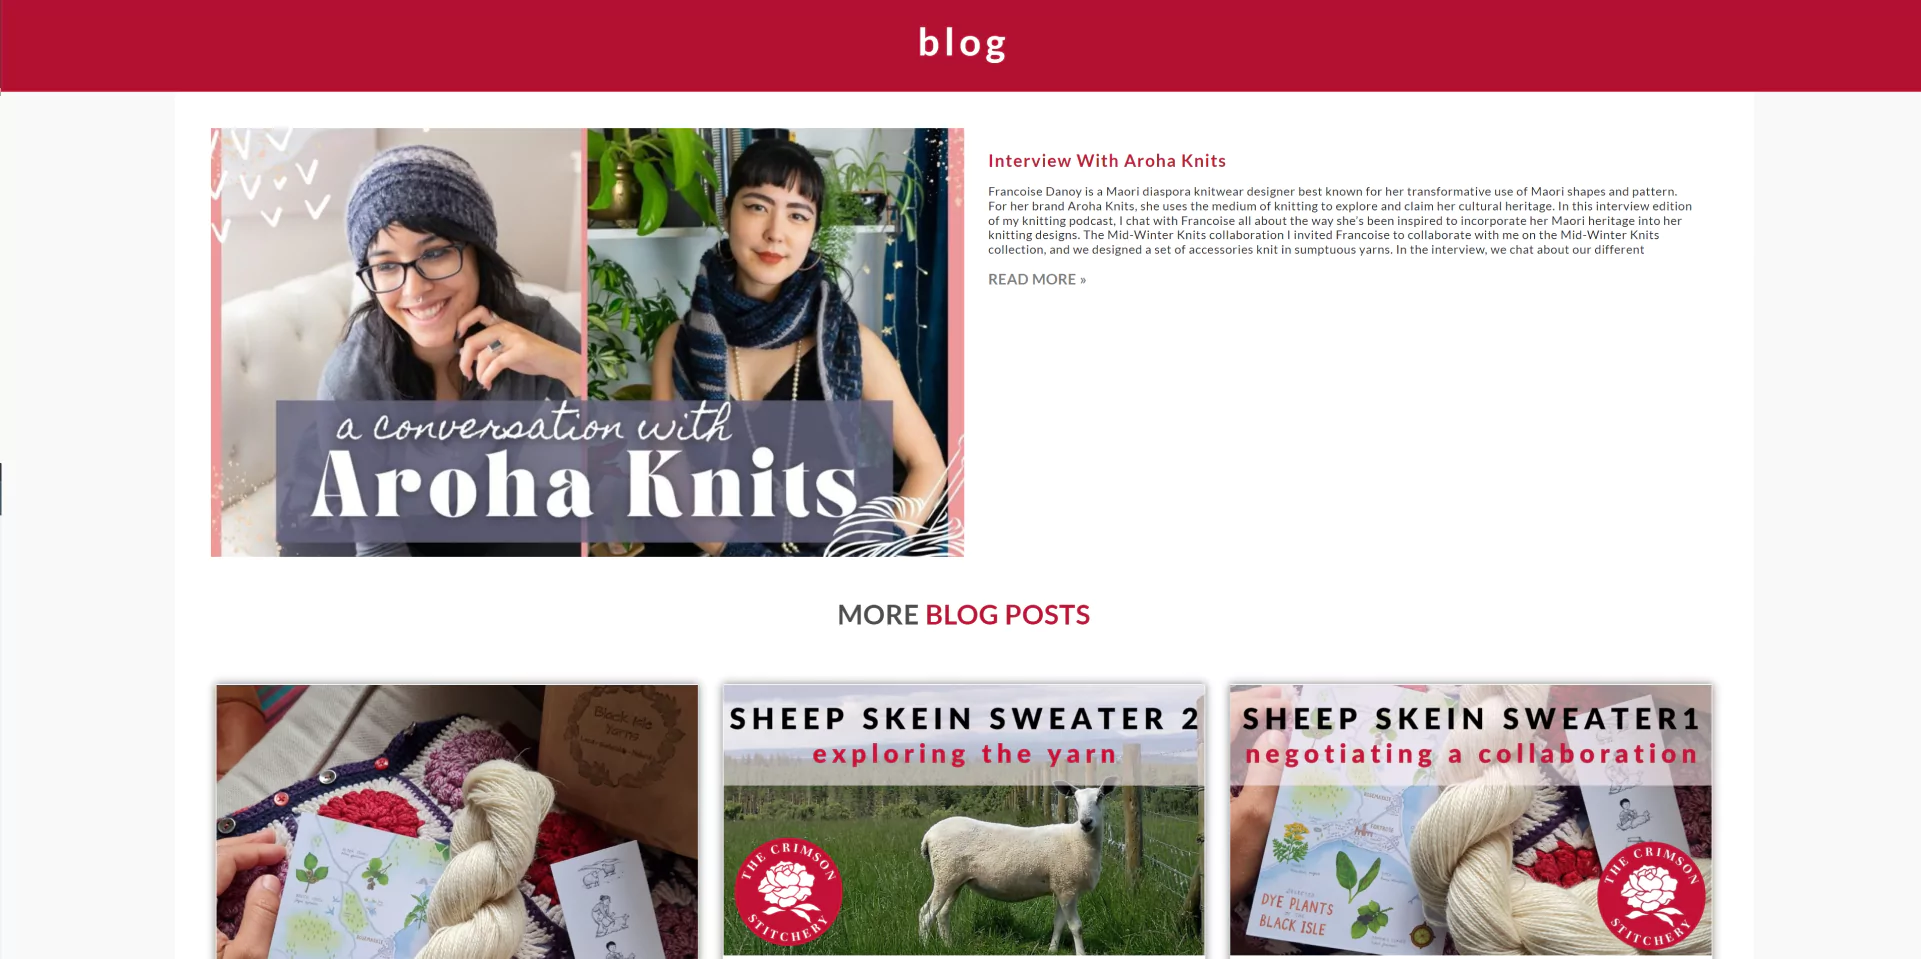 blog
a conversation with
Aroha Knits
Interview With Aroha Knits
Francoise Danoy is a Maori diaspora knitwear designer best known for her transformative use of Maori shapes and pattern.
For her brand Aroha Knits, she uses the medium of knitting to explore and claim her cultural heritage. In this interview edition
of my knitting podcast, I chat with Francoise all about the way she's been inspired to incorporate her Maori heritage into her
knitting designs. The Mid-Winter Knits collaboration I invited Francoise to collaborate with me on the Mid-Winter Knits
collection, and we designed a set of accessories knit in sumptuous yarns. In the interview, we chat about our different
READ MORE »
MORE BLOG POSTS
Black Isle
Yarns
SHEEP SKEIN SWEATER 2
exploring the yarn
THE CRIMSON
STITCHERY
SHEEP SKEIN SWEATER1
negotiating a collaboration
DYE PLANTS
BLACK ISLE
THE CRIMSON
STITCHERY